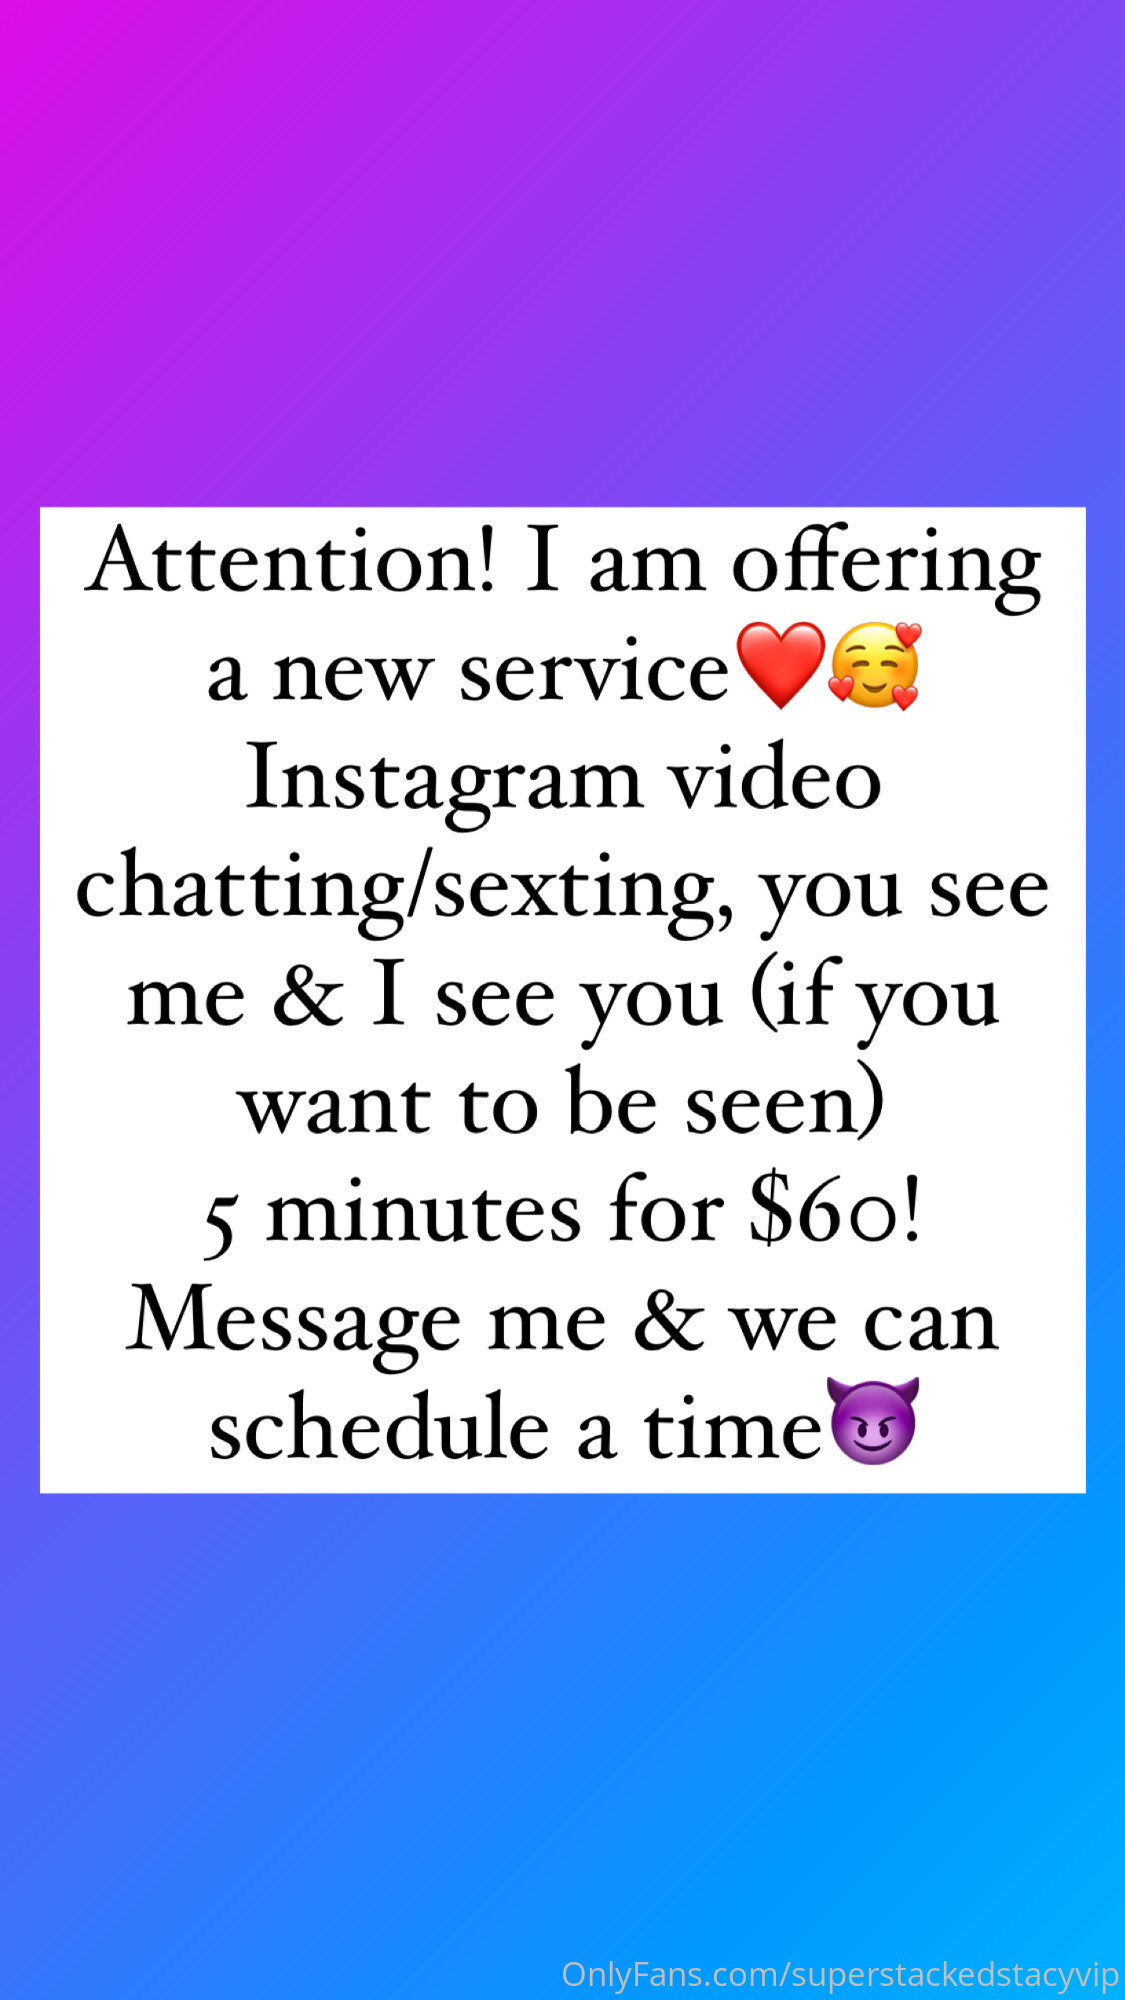 Attention! I am offering
a new service❤️🥰
Instagram video
chatting/sexting, you see
me & I see you (if you
want to be seen)
5 minutes for $60!
Message me & we can
schedule a time😈
OnlyFans.com/superstackedstacyvip